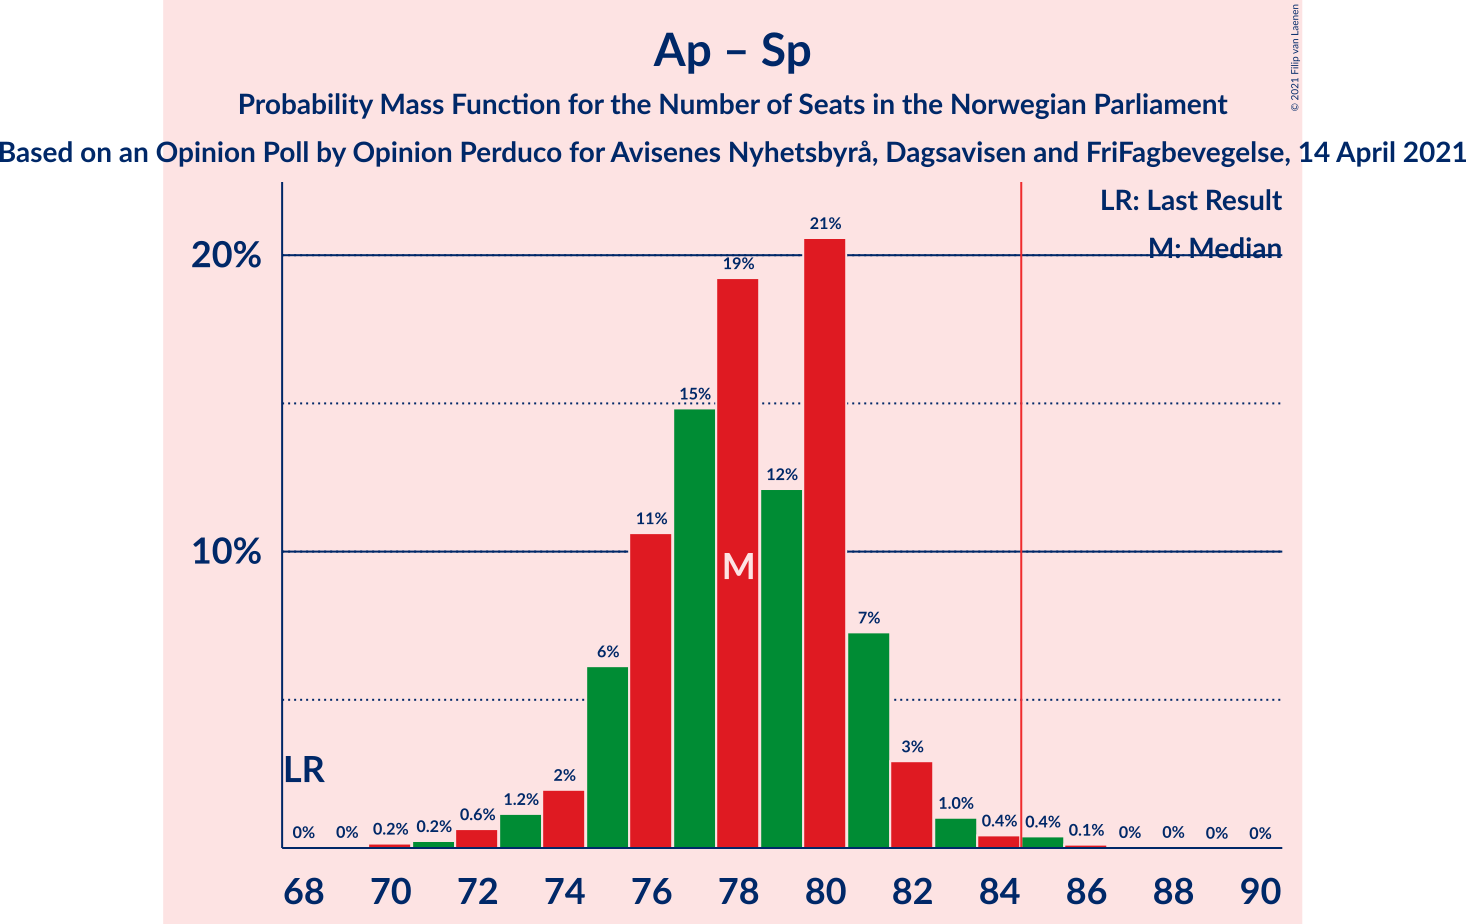 Ap – Sp
Probability Mass Function for the Number of Seats in the Norwegian Parliament
Based on an Opinion Poll by Opinion Perduco for Avisenes Nyhetsbyrå, Dagsavisen and FriFagbevegelse, 14 April 2021
© 2021 Filip van Laenen
LR: Last Result
M: Median
20%
10%
LR
M
0%
0%
0.2%
0.2%
0.6%
1.2%
2%
6%
11%
15%
19%
12%
21%
7%
3%
1.0%
0.4%
0.4%
0.1%
0%
0%
0%
0%
68 70 72 74 76 78 80 82 84 86 88 90